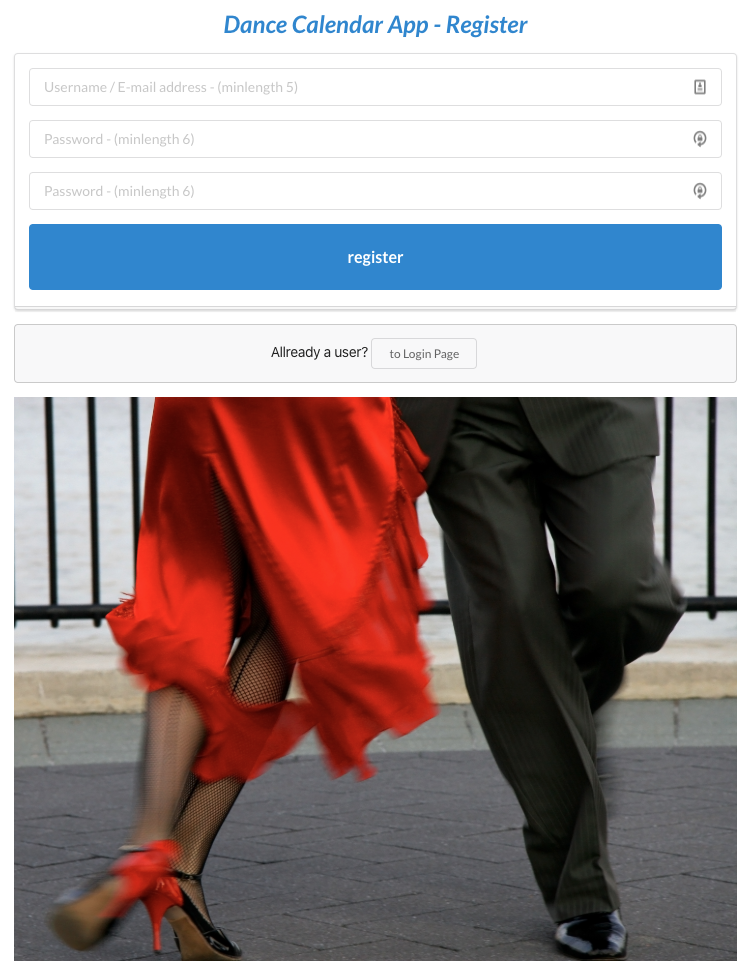 Dance Calendar App - Register
Username / E-mail address - (minlength 5)
Password - (minlength 6)
Password - (minlength 6)
register
Allready a user? to Login Page